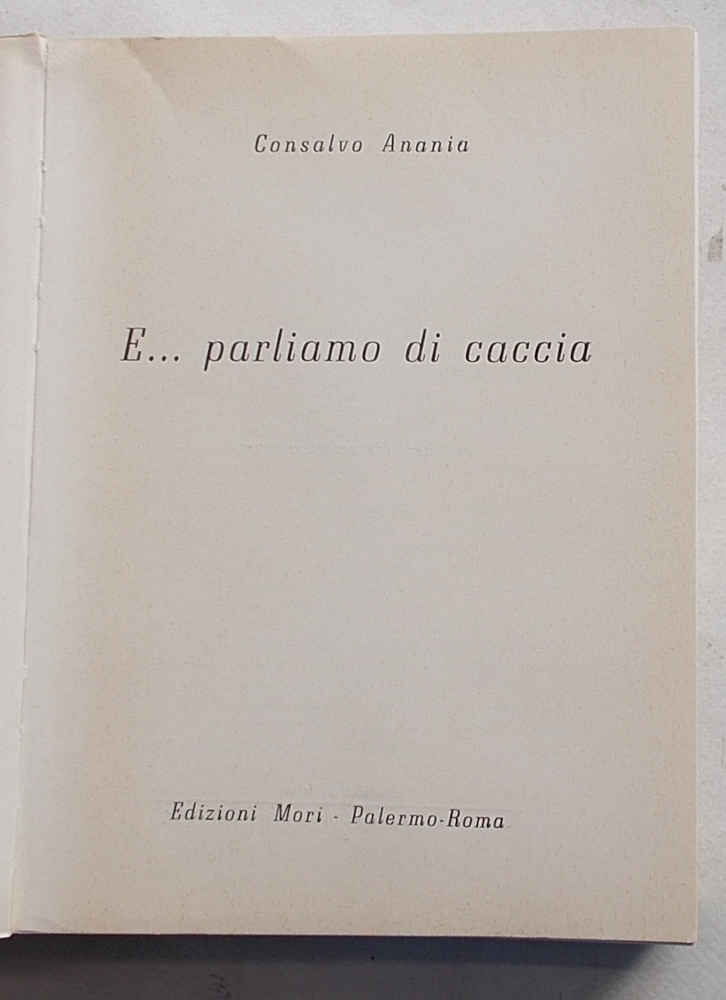 Consalvo Anania
E... parliamo di caccia
Edizioni Mori - Palermo-Roma